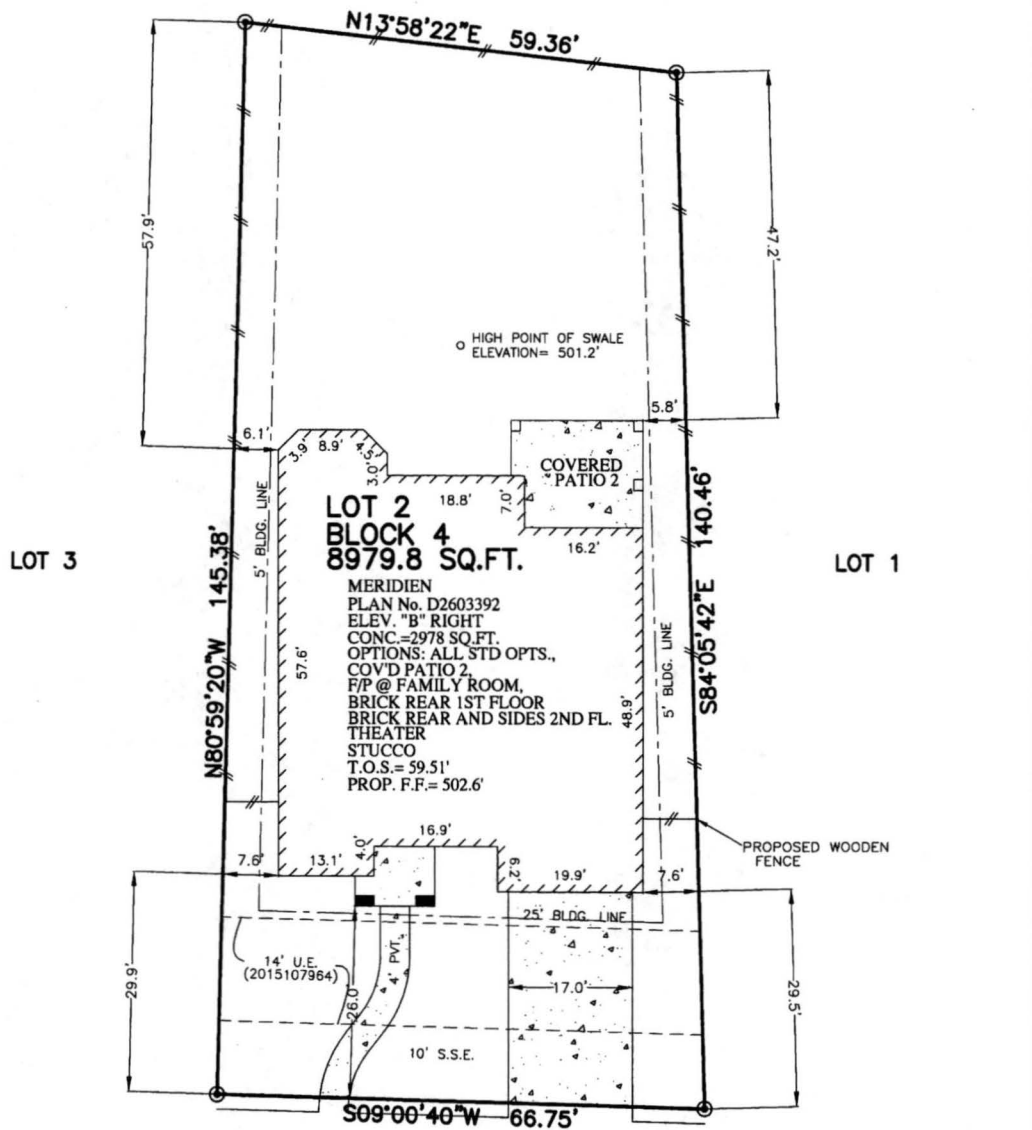 N13°58'22"E 59.36'
57.9'
47.2'
HIGH POINT OF SWALE
ELEVATION= 501.2'
5.8'
6.1'
3.9'
8.9'
4.5'
3.0'
18.8'
7.0'
COVERED
PATIO 2
16.2'
LOT 3
N80°59'20"W 145.38'
5' BLDG. LINE
57.6'
LOT 2
BLOCK 4
8979.8 SQ.FT.
MERIDIEN
PLAN No. D2603392
ELEV. "B" RIGHT
CONC.=2978 SQ.FT.
OPTIONS: ALL STD OPTS.,
COV'D PATIO 2,
F/P @ FAMILY ROOM,
BRICK REAR 1ST FLOOR
BRICK REAR AND SIDES 2ND FL.
THEATER
STUCCO
T.O.S.= 59.51'
PROP. F.F.= 502.6'
48.9'
5' BLDG. LINE
S84°05'42"E 140.46'
LOT 1
PROPOSED WOODEN
FENCE
7.6'
13.1'
4.0'
16.9'
6.2'
19.9'
7.6'
25' BLDG. LINE
14' U.E.
(2015107964)
29.9'
26.0'
4' PVT.
17.0'
29.5'
10' S.S.E.
S09°00'40"W 66.75'